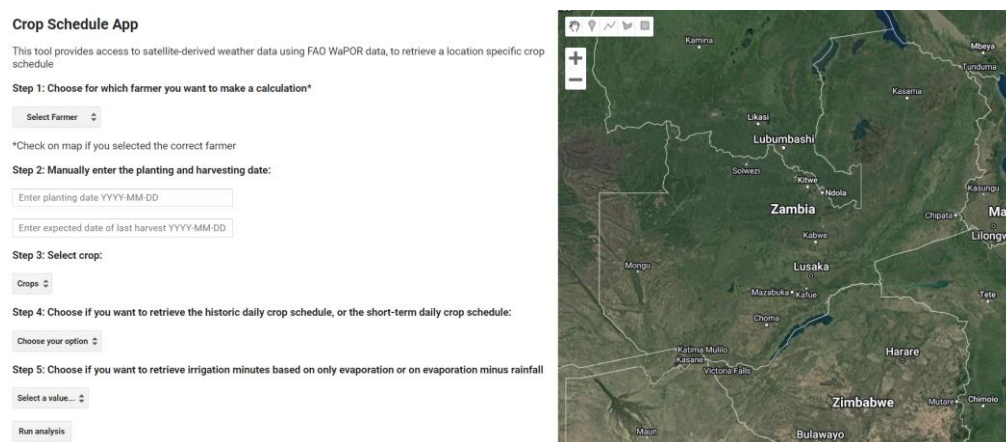 Crop Schedule App
This tool provides access to satellite-derived weather data using FAO WaPOR data, to retrieve a location specific crop
schedule
Step 1: Choose for which farmer you want to make a calculation*
Select Farmer
*Check on map if you selected the correct farmer
Step 2: Manually enter the planting and harvesting date:
Enter planting date YYYY-MM-DD
Enter expected date of last harvest YYYY-MM-DD
Step 3: Select crop:
Crops
Step 4: Choose if you want to retrieve the historic daily crop schedule, or the short-term daily crop schedule:
Choose your option
Step 5: Choose if you want to retrieve irrigation minutes based on only evaporation or on evaporation minus rainfall
Select a value...
Run analysis
Kamina
Mbeya
Tunduma
Kasama
Likasi
Lubumbashi
Solwezi
Kitwe
Ndola
Kasungu
Zambia
Chipata
Ma
Lilongw
Kabwe
Mongu
Lusaka
Mazabuka
Kafue
Tete
Choma
Katima Mulilo
Kasane
Victoria Falls
Harare
Zimbabwe
Mutare
Chimoio
Maun
Bulawayo